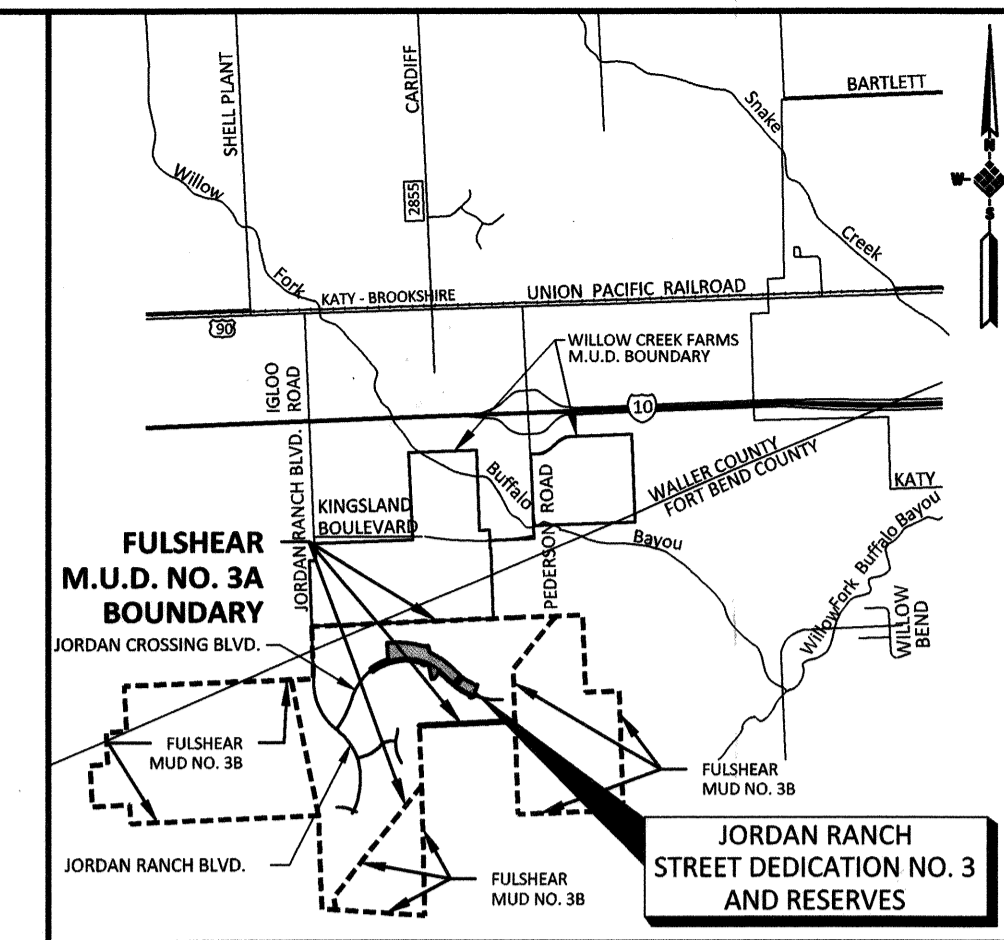 SHELL PLANT
CARDIFF
2855
BARTLETT
Snake
Creek
N
W
S
Willow
Fork
KATY - BROOKSHIRE
UNION PACIFIC RAILROAD
90
WILLOW CREEK FARMS
M.U.D. BOUNDARY
IGLOO
ROAD
10
JORDAN RANCH BLVD.
KINGSLAND
BOULEVARD
Buffalo
Bayou
PEDERSON ROAD
WALLER COUNTY
FORT BEND COUNTY
KATY
Willow Fork Buffalo Bayou
WILLOW
BEND
FULSHEAR
M.U.D. NO. 3A
BOUNDARY
JORDAN CROSSING BLVD.
FULSHEAR
MUD NO. 3B
FULSHEAR
MUD NO. 3B
JORDAN RANCH BLVD.
FULSHEAR
MUD NO. 3B
JORDAN RANCH
STREET DEDICATION NO. 3
AND RESERVES